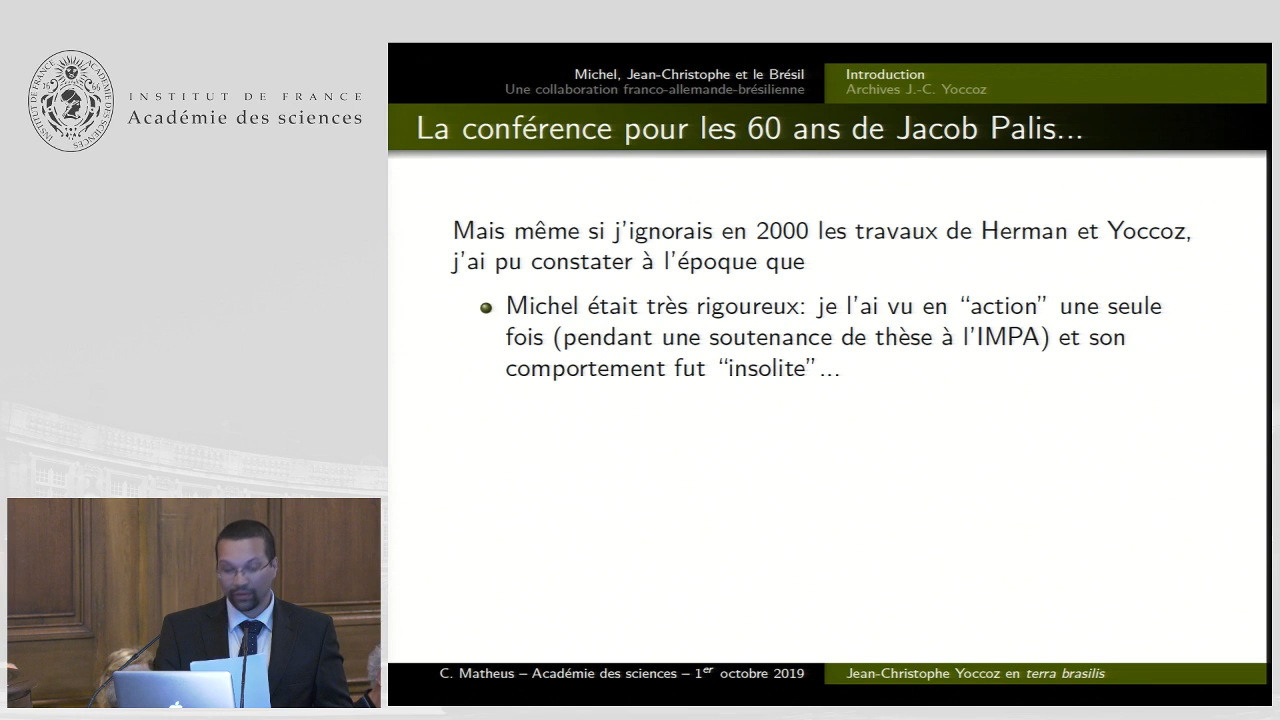 INSTITUT DE FRANCE
Académie des sciences
Michel, Jean-Christophe et le Brésil
Une collaboration franco-allemande-brésilienne
Introduction
Archives J.-C. Yoccoz
La conférence pour les 60 ans de Jacob Palis...
Mais même si j'ignorais en 2000 les travaux de Herman et Yoccoz,
j'ai pu constater à l'époque que
Michel était très rigoureux: je l'ai vu en “action” une seule
fois (pendant une soutenance de thèse à l'IMPA) et son
comportement fut “insolite”...
C. Matheus – Académie des sciences – 1er octobre 2019
Jean-Christophe Yoccoz en terra brasilis